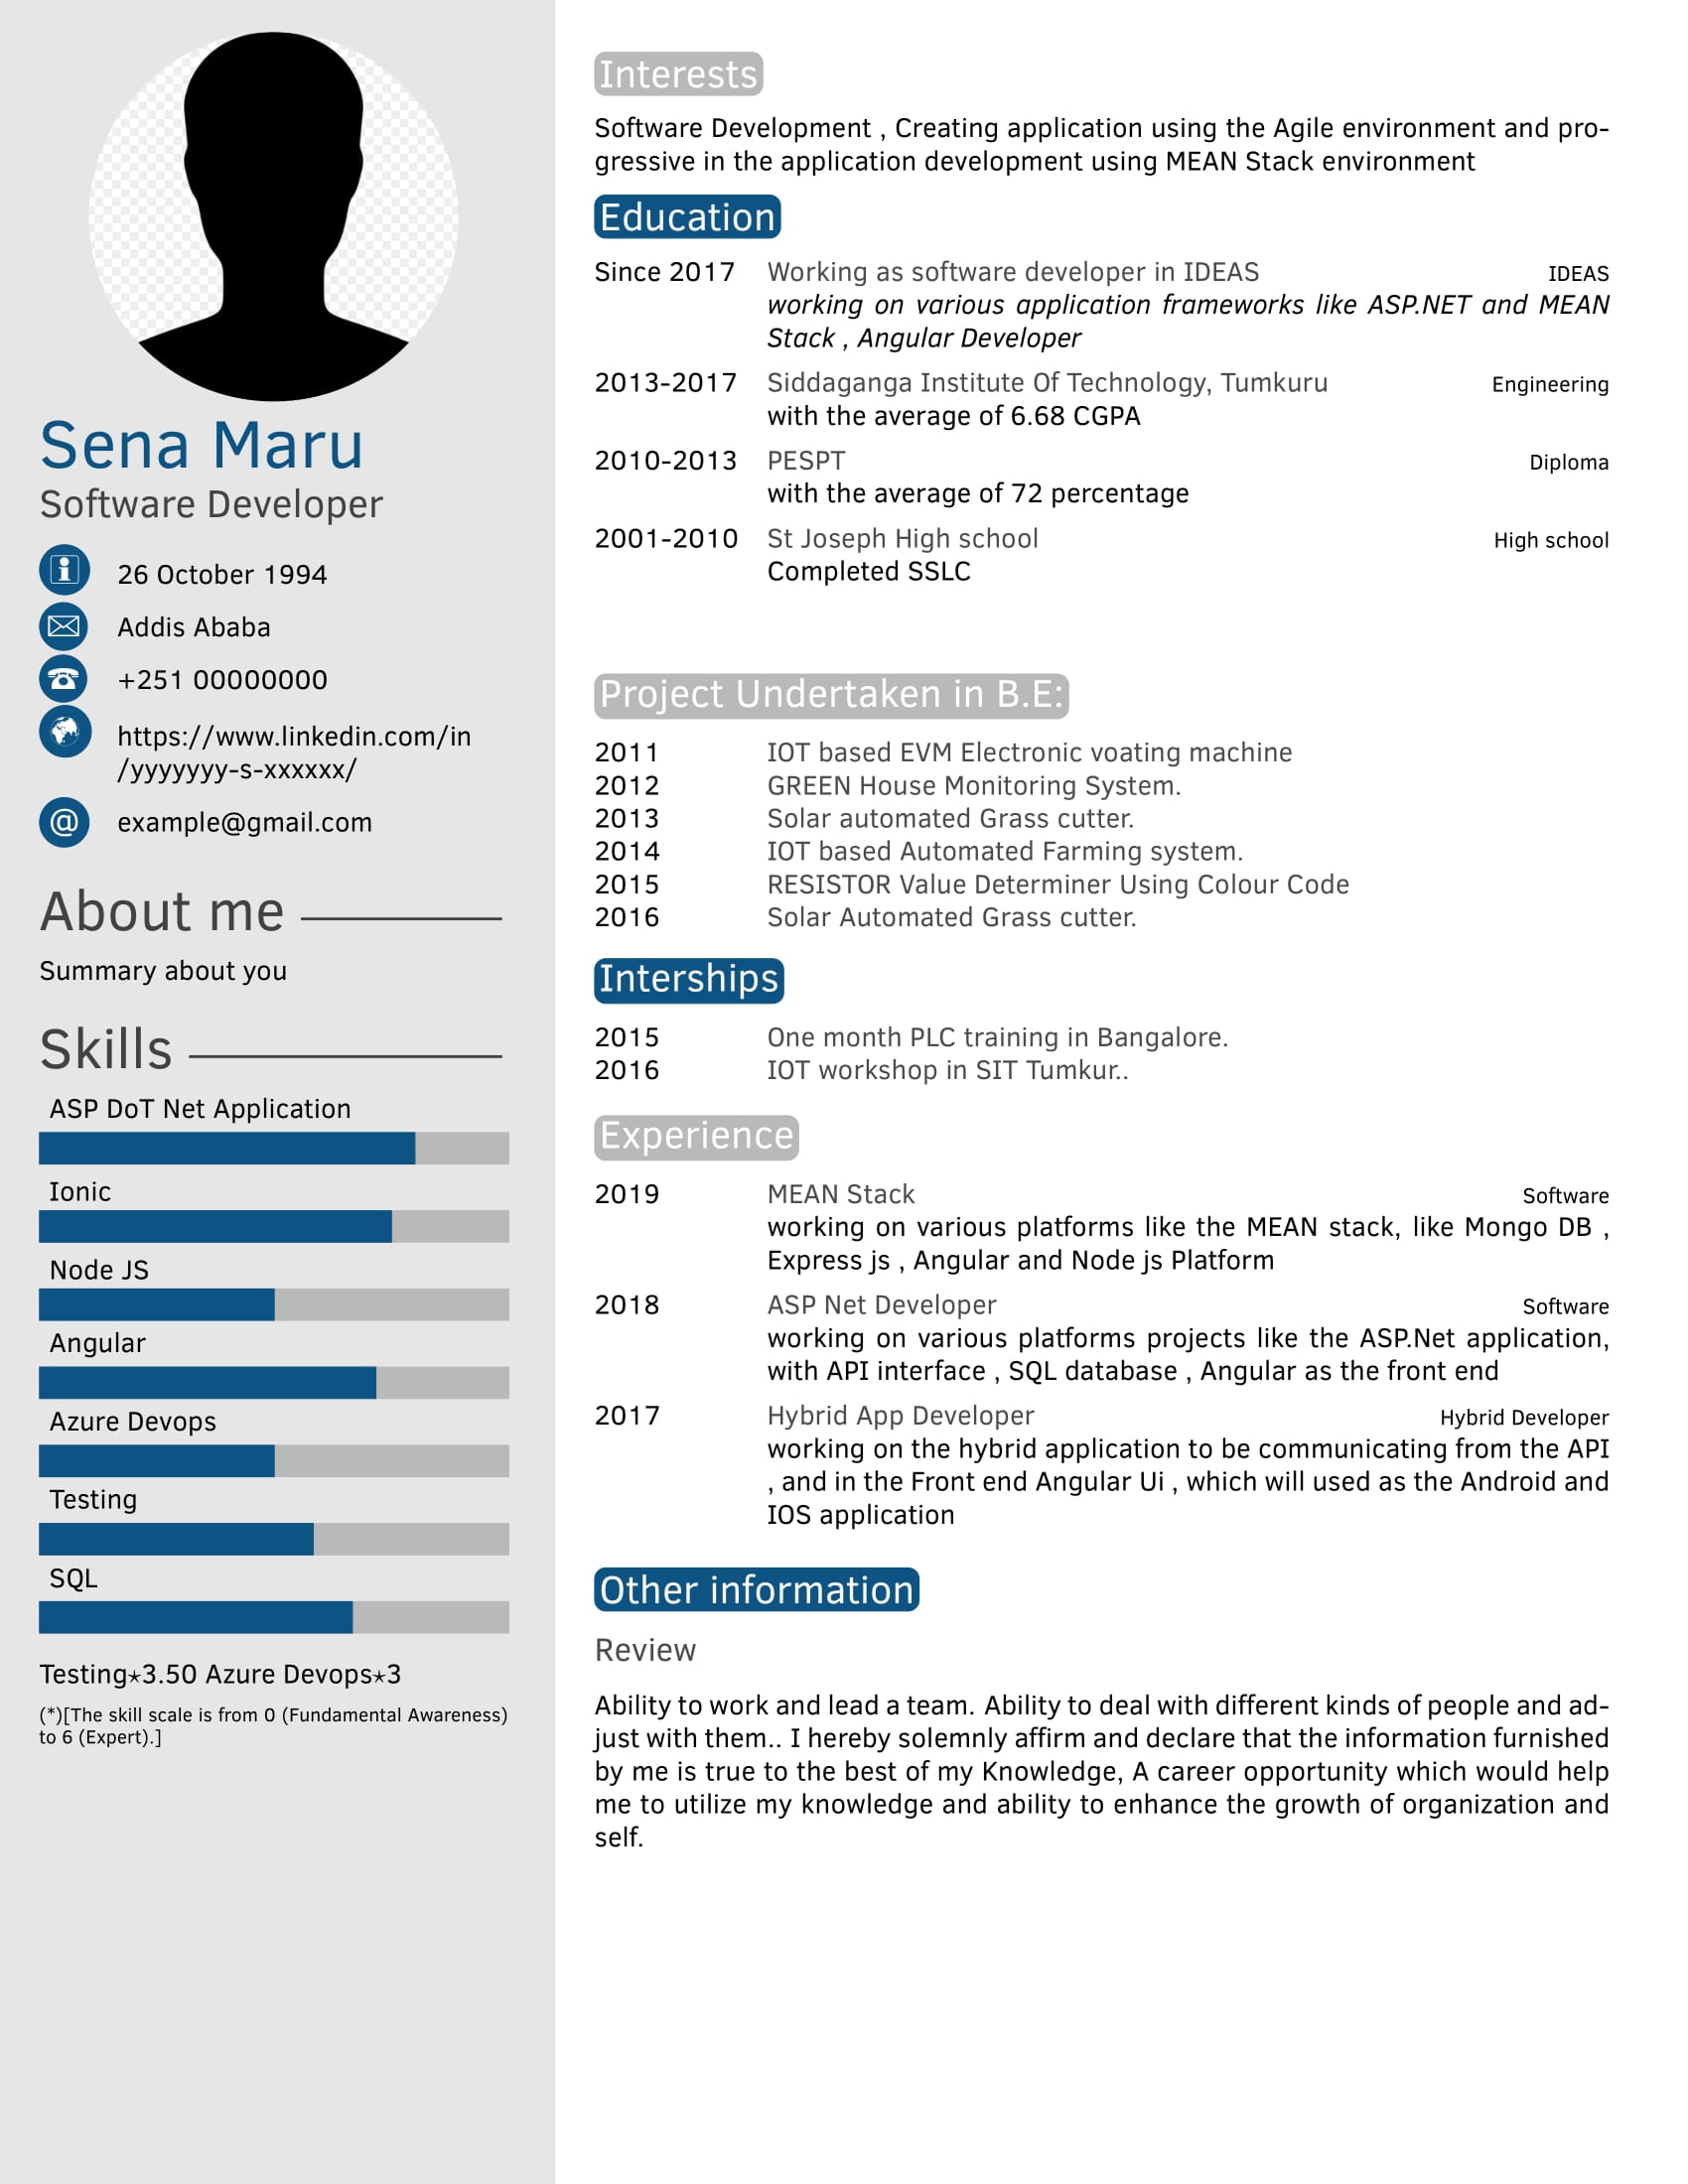 Sena Maru
Software Developer
26 October 1994
Addis Ababa
+251 00000000
https://www.linkedin.com/in
/yyyyyyy-s-xxxxxx/
@ example@gmail.com
About me
Summary about you
Skills
ASP DoT Net Application
Ionic
Node JS
Angular
Azure Devops
Testing
SQL
Testing⋆3.50 Azure Devops⋆3
(*)[The skill scale is from 0 (Fundamental Awareness)
to 6 (Expert).]
Interests
Software Development , Creating application using the Agile environment and pro-
gressive in the application development using MEAN Stack environment
Education
Since 2017 Working as software developer in IDEAS IDEAS
working on various application frameworks like ASP.NET and MEAN
Stack , Angular Developer
2013-2017 Siddaganga Institute Of Technology, Tumkuru Engineering
with the average of 6.68 CGPA
2010-2013 PESPT Diploma
with the average of 72 percentage
2001-2010 St Joseph High school High school
Completed SSLC
Project Undertaken in B.E:
2011 IOT based EVM Electronic voating machine
2012 GREEN House Monitoring System.
2013 Solar automated Grass cutter.
2014 IOT based Automated Farming system.
2015 RESISTOR Value Determiner Using Colour Code
2016 Solar Automated Grass cutter.
Interships
2015 One month PLC training in Bangalore.
2016 IOT workshop in SIT Tumkur..
Experience
2019 MEAN Stack Software
working on various platforms like the MEAN stack, like Mongo DB ,
Express js , Angular and Node js Platform
2018 ASP Net Developer Software
working on various platforms projects like the ASP.Net application,
with API interface , SQL database , Angular as the front end
2017 Hybrid App Developer Hybrid Developer
working on the hybrid application to be communicating from the API
, and in the Front end Angular Ui , which will used as the Android and
IOS application
Other information
Review
Ability to work and lead a team. Ability to deal with different kinds of people and ad-
just with them.. I hereby solemnly affirm and declare that the information furnished
by me is true to the best of my Knowledge, A career opportunity which would help
me to utilize my knowledge and ability to enhance the growth of organization and
self.